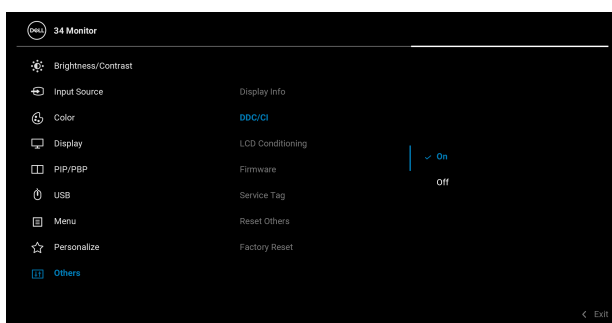 DELL 34 Monitor
Brightness/Contrast
Input Source Display Info
Color DDC/CI
Display LCD Conditioning
On
PIP/PBP Firmware
Off
USB Service Tag
Menu Reset Others
Personalize Factory Reset
Others
Exit